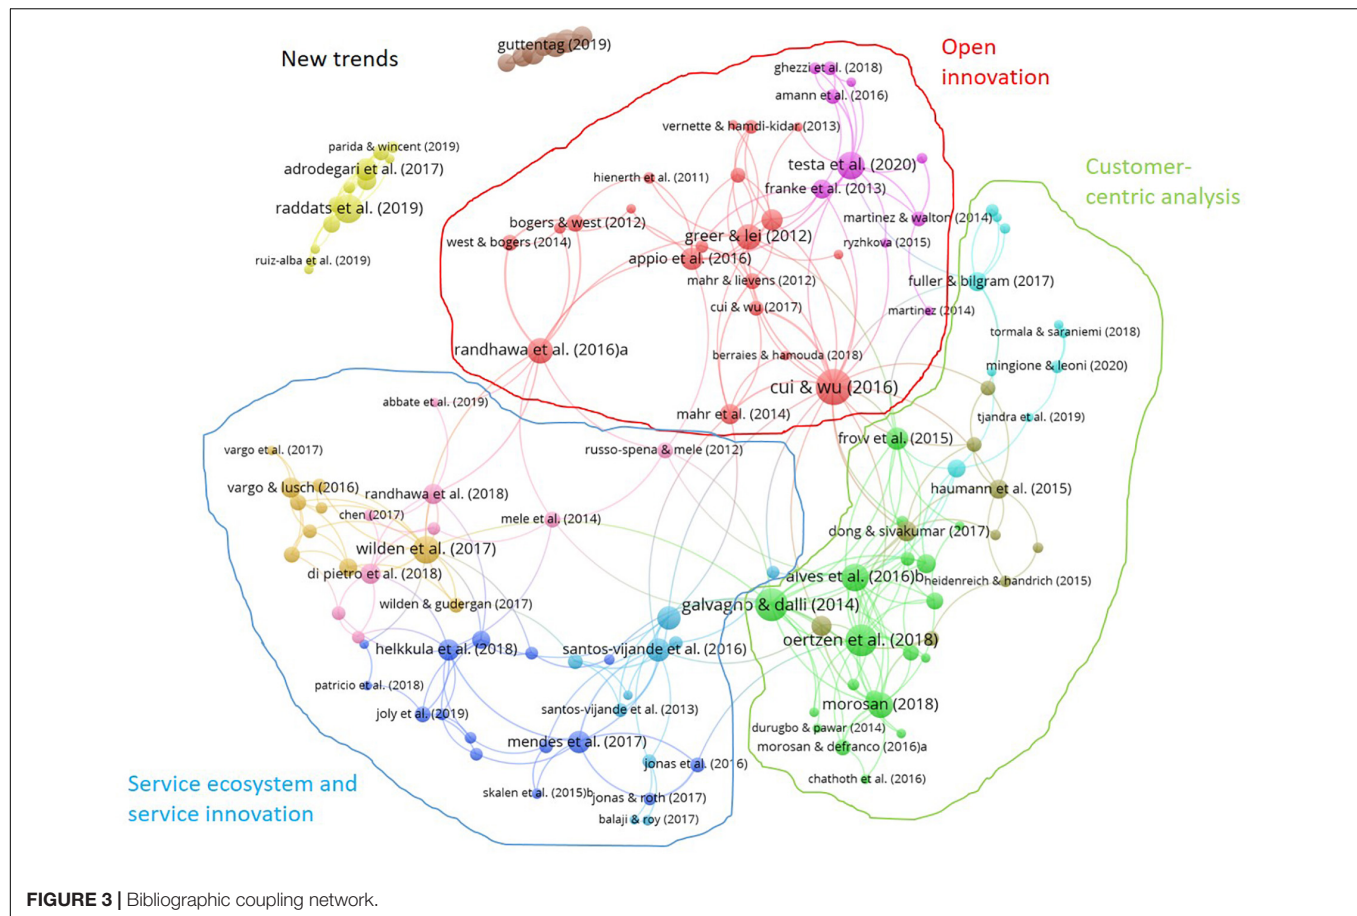 guttentag (2019)
New trends
Open
innovation
ghezzi et al. (2018)
amann et al. (2016)
vernette & hamdi-kidar (2013)
parida & wincent (2019)
adrodegari et al. (2017)
testa et al. (2020)
Customer-
centric analysis
hienerth et al. (2011)
franke et al. (2013)
raddats et al. (2019)
bogers & west (2012)
martinez & walton (2014)
west & bogers (2014)
greer & lei (2012)
ryzhkova (2015)
ruiz-alba et al. (2019)
appio et al. (2016)
mahr & lievens (2012)
fuller & bilgram (2017)
cui & wu (2017)
martinez (2014)
tormala & saraniemi (2018)
randhawa et al. (2016)a
berraies & hamouda (2018)
mingione & leoni (2020)
cui & wu (2016)
abbate et al. (2019)
mahr et al. (2014)
tjandra et al. (2019)
frow et al. (2015)
vargo et al. (2017)
russo-spena & mele (2012)
vargo & lusch (2016)
randhawa et al. (2018)
haumann et al. (2015)
chen (2017)
mele et al. (2014)
dong & sivakumar (2017)
wilden et al. (2017)
di pietro et al. (2018)
alves et al. (2016)b
heidenreich & handrich (2015)
wilden & gudergan (2017)
galvagno & dalli (2014)
helkkula et al. (2018)
santos-vijande et al. (2016)
oertzen et al. (2018)
patricio et al. (2018)
joly et al. (2019)
santos-vijande et al. (2013)
morosan (2018)
durugbo & pawar (2014)
mendes et al. (2017)
morosan & defranco (2016)a
jonas et al. (2016)
chathoth et al. (2016)
Service ecosystem and
service innovation
skalen et al. (2015)b
jonas & roth (2017)
balaji & roy (2017)
FIGURE 3 | Bibliographic coupling network.